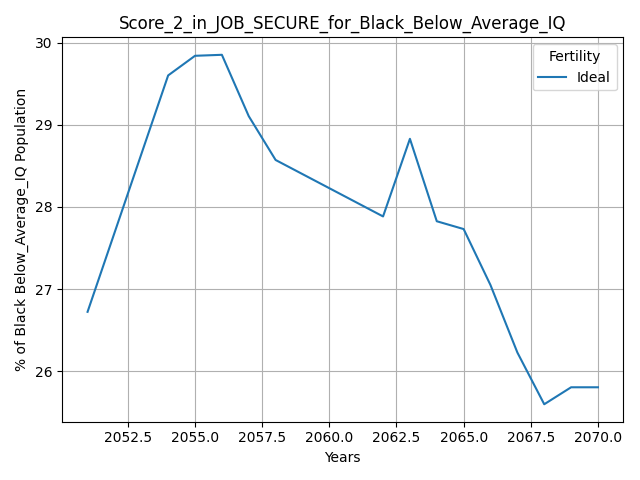 Score_2_in_JOB_SECURE_for_Black_Below_Average_IQ
Fertility
Ideal
% of Black Below_Average_IQ Population
30
29
28
27
26
2052.5 2055.0 2057.5 2060.0 2062.5 2065.0 2067.5 2070.0
Years